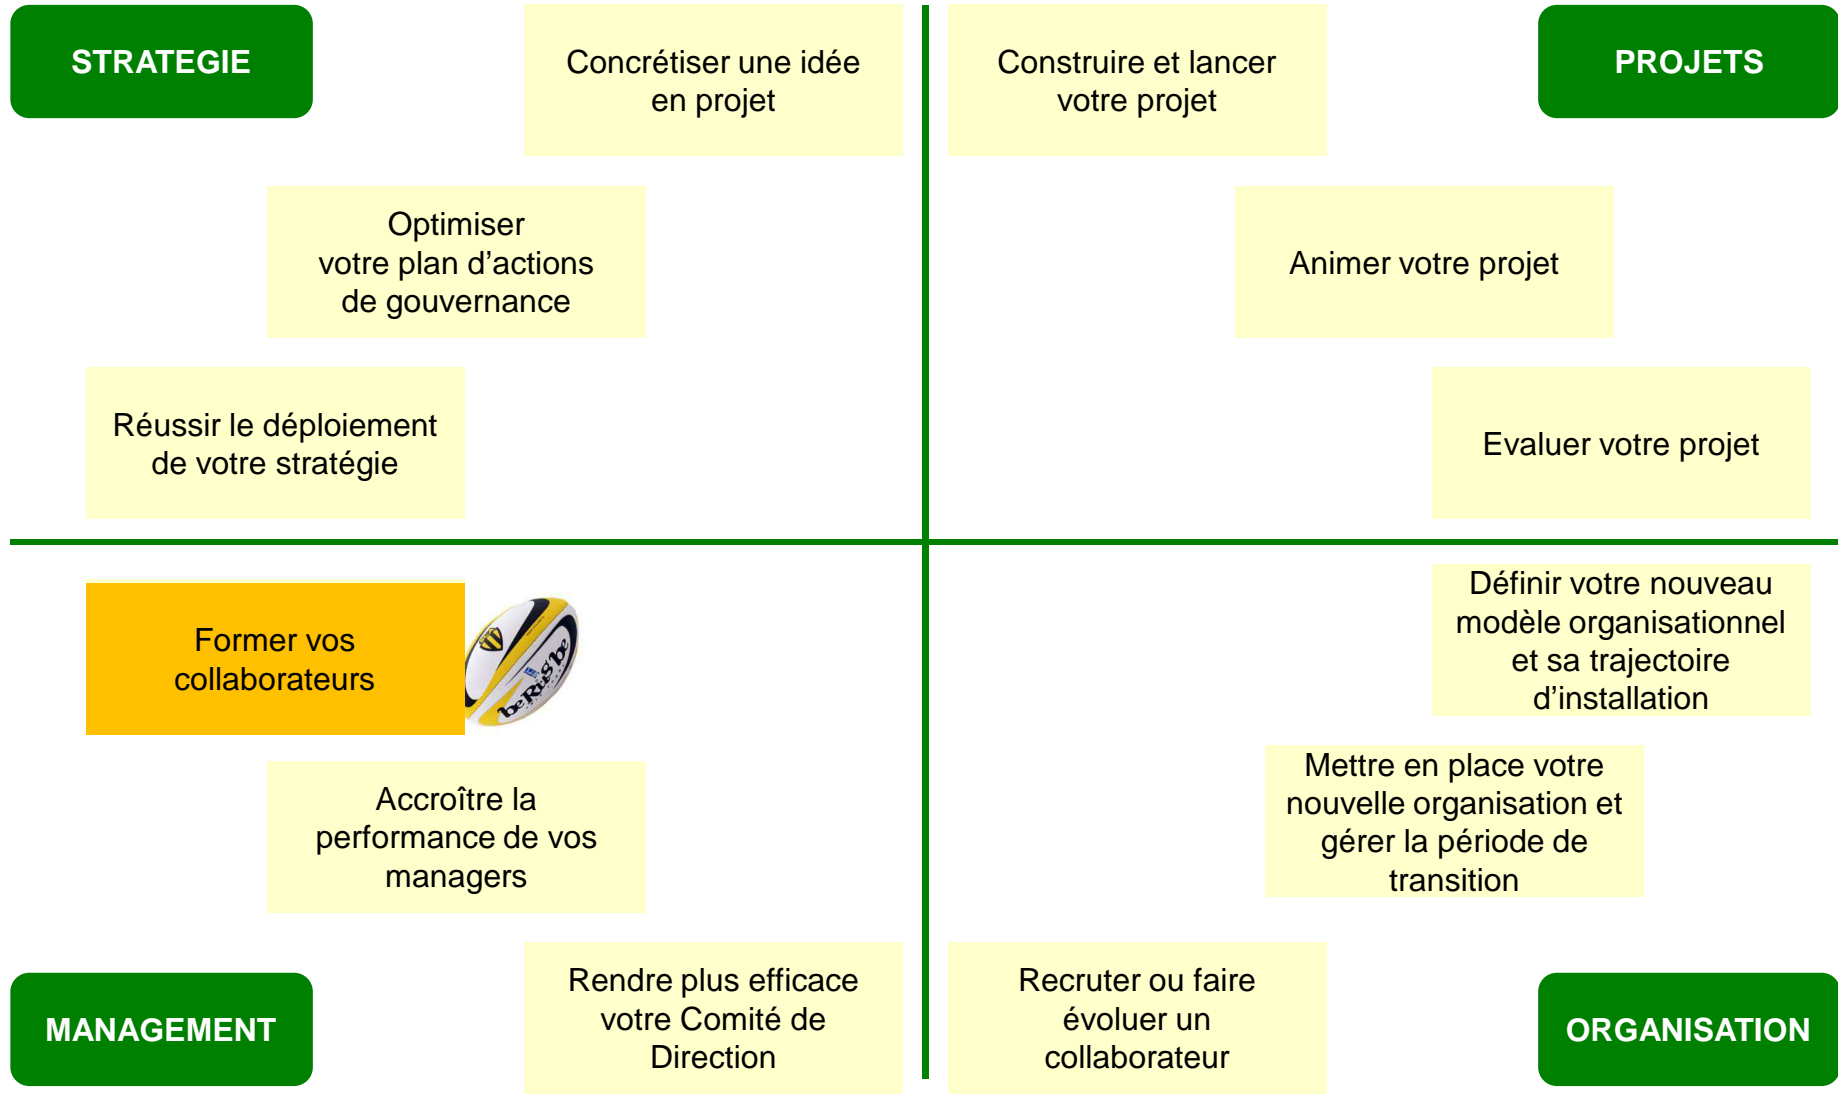 STRATEGIE
Concrétiser une idée
en projet
Construire et lancer
votre projet
PROJETS
Optimiser
votre plan d’actions
de gouvernance
Animer votre projet
Réussir le déploiement
de votre stratégie
Evaluer votre projet
Former vos
collaborateurs
beRugbe
Définir votre nouveau
modèle organisationnel
et sa trajectoire
d’installation
Accroître la
performance de vos
managers
Mettre en place votre
nouvelle organisation et
gérer la période de
transition
MANAGEMENT
Rendre plus efficace
votre Comité de
Direction
Recruter ou faire
évoluer un
collaborateur
ORGANISATION